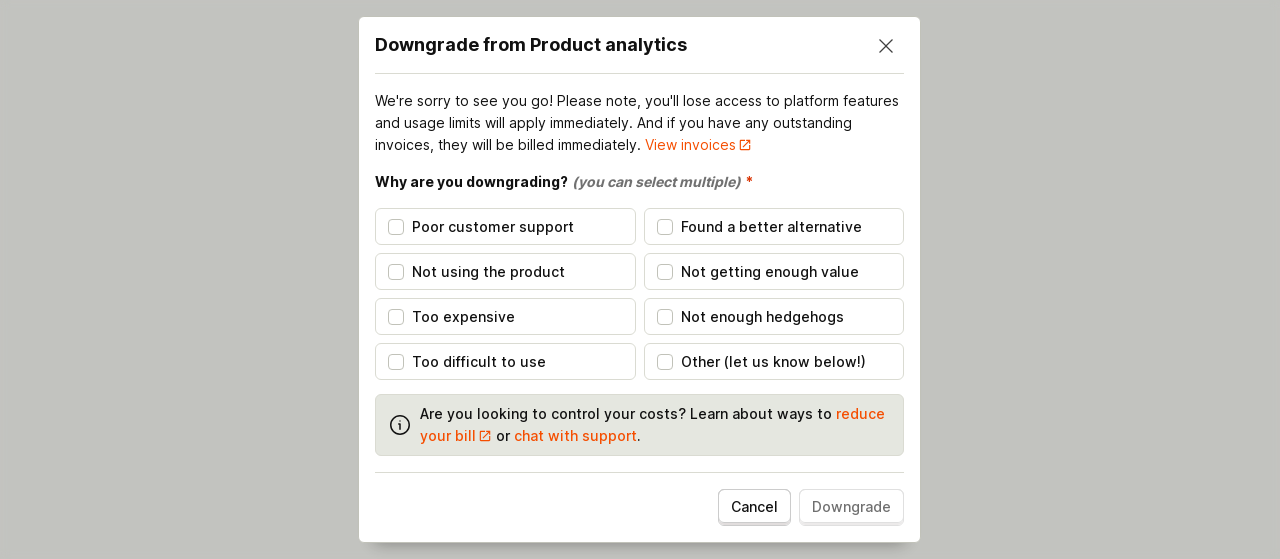 Downgrade from Product analytics
We're sorry to see you go! Please note, you'll lose access to platform features
and usage limits will apply immediately. And if you have any outstanding
invoices, they will be billed immediately. View invoices
Why are you downgrading? (you can select multiple) *
Poor customer support
Found a better alternative
Not using the product
Not getting enough value
Too expensive
Not enough hedgehogs
Too difficult to use
Other (let us know below!)
Are you looking to control your costs? Learn about ways to reduce
your bill or chat with support.
Cancel
Downgrade